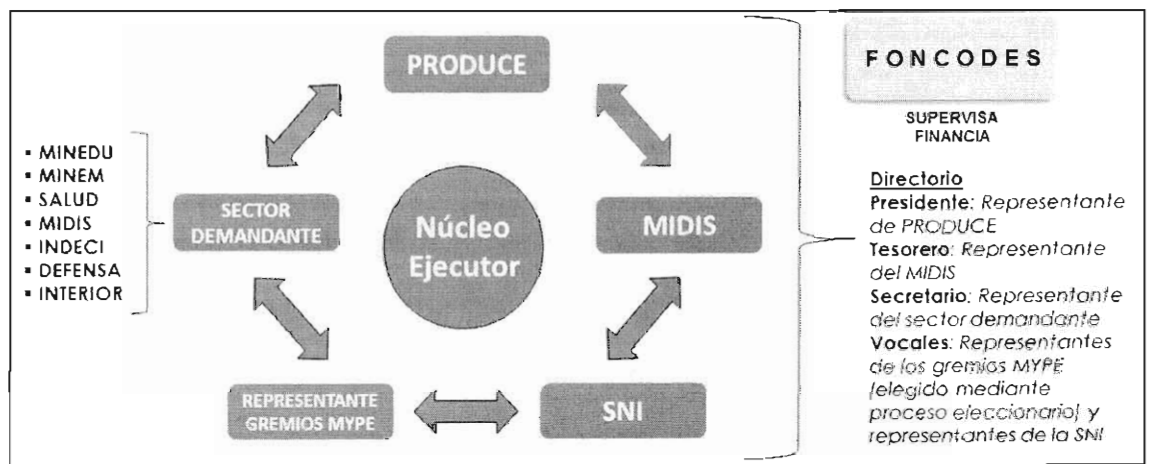 PRODUCE
▪ MINEDU
▪ MINEM
▪ SALUD
▪ MIDIS
▪ INDECI
▪ DEFENSA
▪ INTERIOR
SECTOR
DEMANDANTE
Núcleo
Ejecutor
MIDIS
REPRESENTANTE
GREMIOS MYPE
SNI
FONCODES
SUPERVISA
FINANCIA
Directorio
Presidente: Representante
de PRODUCE
Tesorero: Representante
del MIDIS
Secretario: Representante
del sector demandante
Vocales: Representantes
de los gremios MYPE
(elegido mediante
proceso eleccionario) y
representantes de la SNI